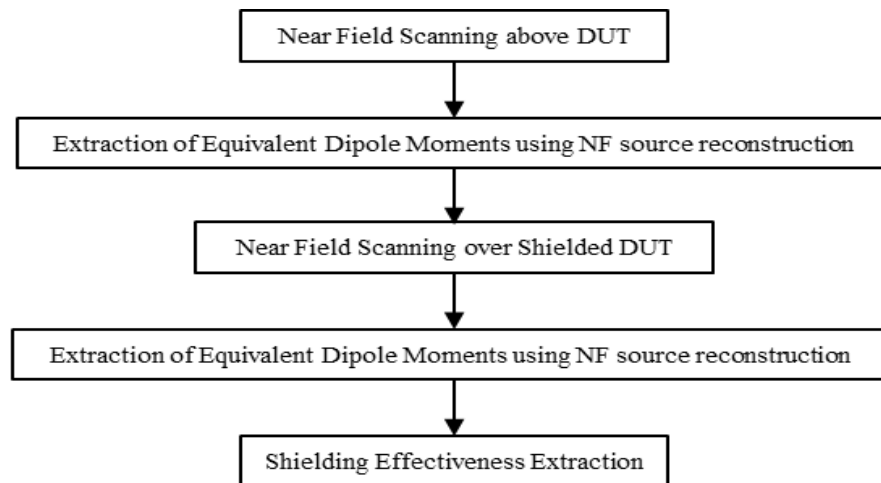 Near Field Scanning above DUT
Extraction of Equivalent Dipole Moments using NF source reconstruction
Near Field Scanning over Shielded DUT
Extraction of Equivalent Dipole Moments using NF source reconstruction
Shielding Effectiveness Extraction